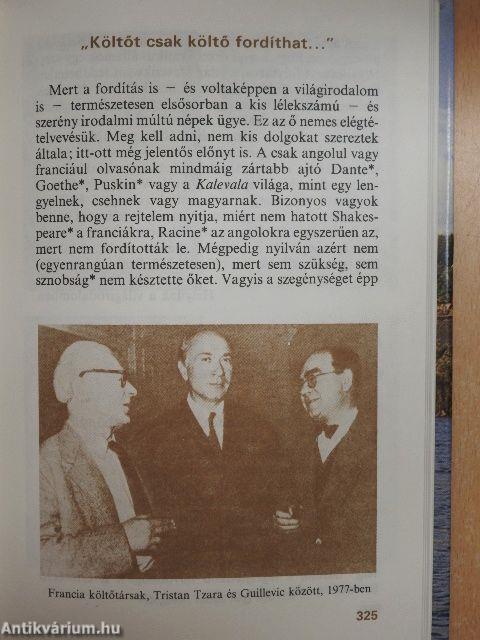 „Költőt csak költő fordíthat...”
Mert a fordítás is – és voltaképpen a világirodalom
is – természetesen elsősorban a kis lélekszámú – és
szerény irodalmi múltú népek ügye. Ez az ő nemes elégté-
telvevésük. Meg kell adni, nem kis dolgokat szereztek
általa; itt-ott még jelentős előnyt is. A csak angolul vagy
franciául olvasónak mindmáig zártabb ajtó Dante*,
Goethe*, Puskin* vagy a Kalevala világa, mint egy len-
gyelnek, csehnek vagy magyarnak. Bizonyos vagyok
benne, hogy a rejtelem nyitja, miért nem hatott Shakes-
peare* a franciákra, Racine* az angolokra egyszerűen az,
mert nem fordították le. Mégpedig nyilván azért nem
(egyenrangúan természetesen), mert sem szükség, sem
sznobság* nem késztette őket. Vagyis a szegénységet épp
Francia költőtársak, Tristan Tzara és Guillevic között, 1977-ben
325
Antikvárium.hu